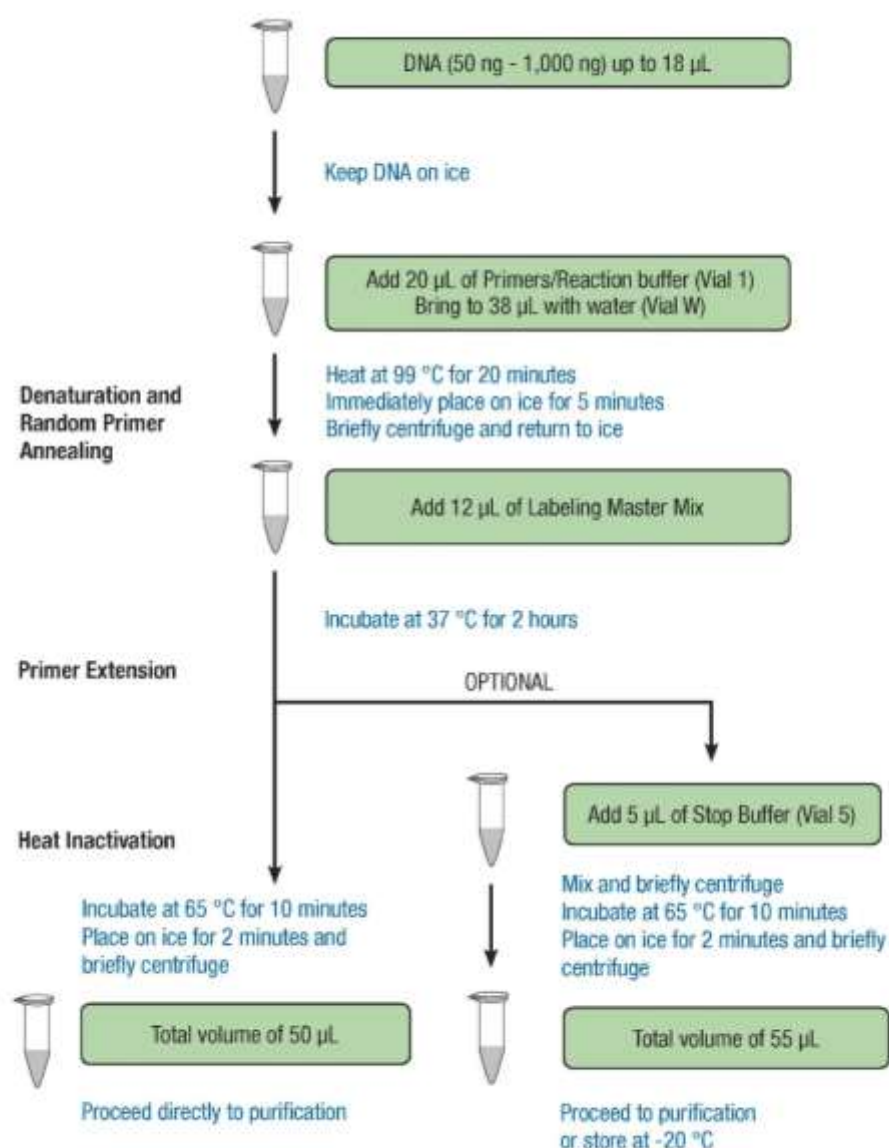 DNA (50 ng - 1,000 ng) up to 18 µL
Keep DNA on ice
Add 20 µL of Primers/Reaction buffer (Vial 1)
Bring to 38 µL with water (Vial W)
Denaturation and
Random Primer
Annealing
Heat at 99 °C for 20 minutes
Immediately place on ice for 5 minutes
Briefly centrifuge and return to ice
Add 12 µL of Labeling Master Mix
Incubate at 37 °C for 2 hours
Primer Extension
OPTIONAL
Add 5 µL of Stop Buffer (Vial 5)
Heat Inactivation
Incubate at 65 °C for 10 minutes
Place on ice for 2 minutes and
briefly centrifuge
Mix and briefly centrifuge
Incubate at 65 °C for 10 minutes
Place on ice for 2 minutes and briefly
centrifuge
Total volume of 50 µL
Total volume of 55 µL
Proceed directly to purification
Proceed to purification
or store at -20 °C